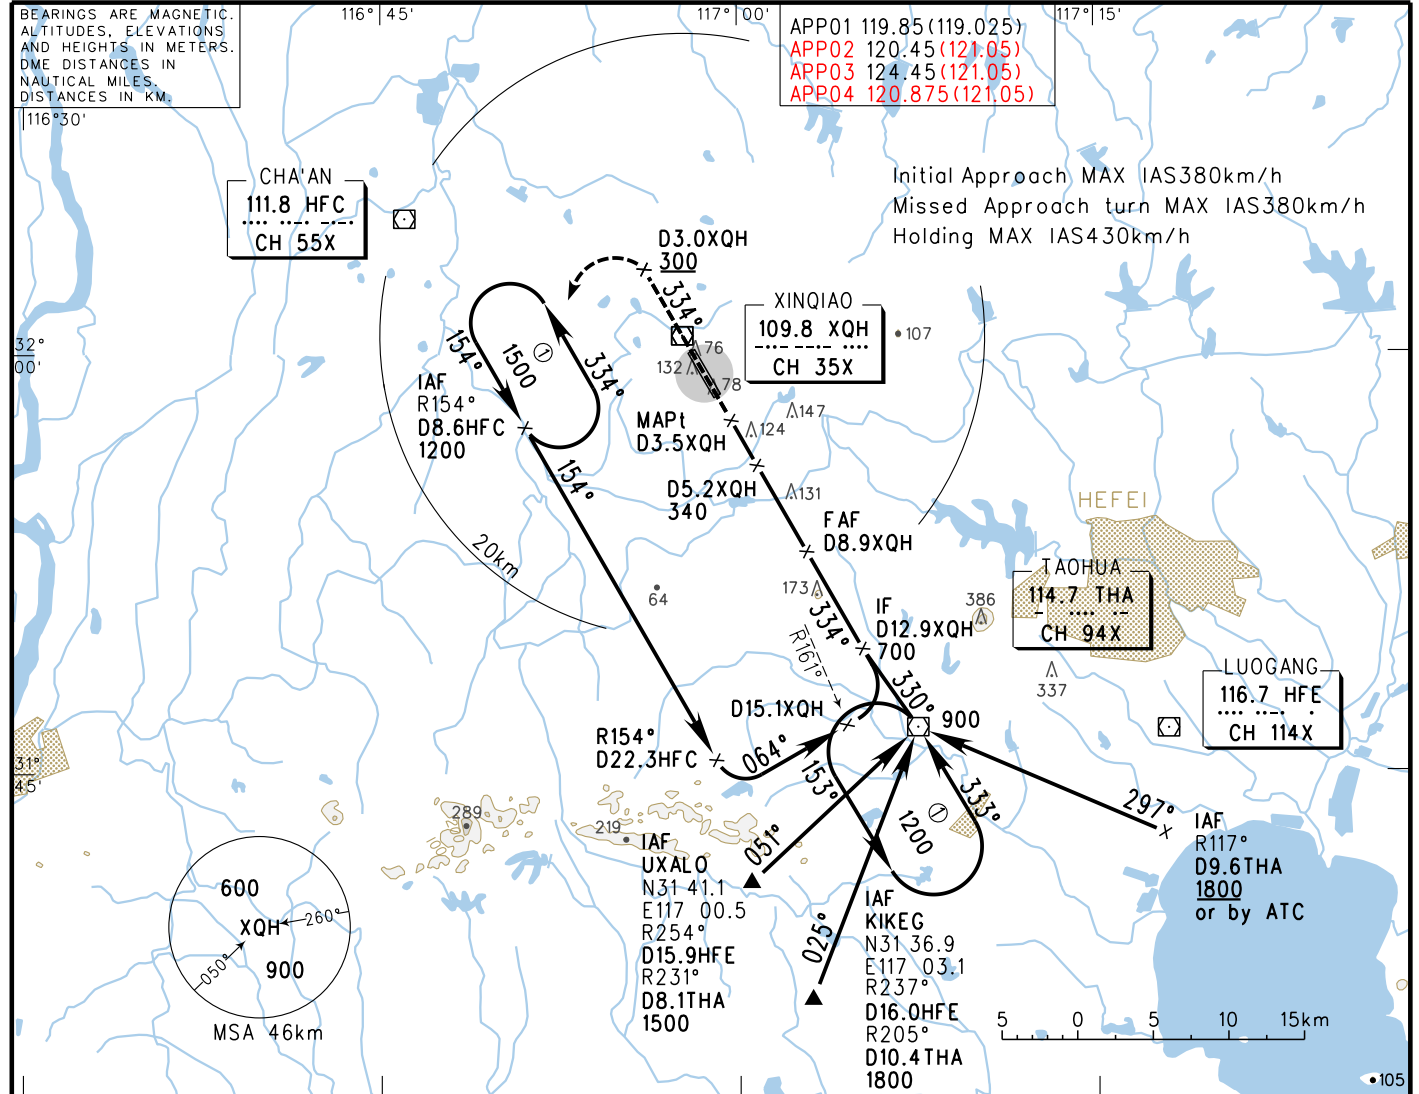 BEARINGS ARE MAGNETIC.
ALTITUDES, ELEVATIONS
AND HEIGHTS IN METERS.
DME DISTANCES IN
NAUTICAL MILES.
DISTANCES IN KM.
116°30'
116°45'
117°00'
117°15'
APP01 119.85(119.025)
APP02 120.45(121.05)
APP03 124.45(121.05)
APP04 120.875(121.05)
Initial Approach MAX IAS380km/h
Missed Approach turn MAX IAS380km/h
Holding MAX IAS430km/h
CHA'AN
111.8 HFC
CH 55X
D3.0XQH
300
334°
XINQIAO
109.8 XQH
CH 35X
107
32°
00'
76
132
78
154°
1500
1
334°
IAF
R154°
D8.6HFC
1200
MAPt
D3.5XQH
147
124
154°
D5.2XQH
340
131
HEFEI
FAF
D8.9XQH
20km
64
173
334°
386
TAOHUA
114.7 THA
CH 94X
IF
D12.9XQH
700
R161°
330°
337
LUOGANG
116.7 HFE
CH 114X
D15.1XQH
900
R154°
D22.3HFC
064°
153°
31°
45'
333°
1
1200
297°
IAF
R117°
D9.6THA
1800
or by ATC
289
219
051°
IAF
UXALO
N31 41.1
E117 00.5
R254°
D15.9HFE
R231°
D8.1THA
1500
025°
IAF
KIKEG
N31 36.9
E117 03.1
R237°
D16.0HFE
R205°
D10.4THA
1800
600
XQH
260°
050°
900
MSA 46km
5 0 5 10 15km
105